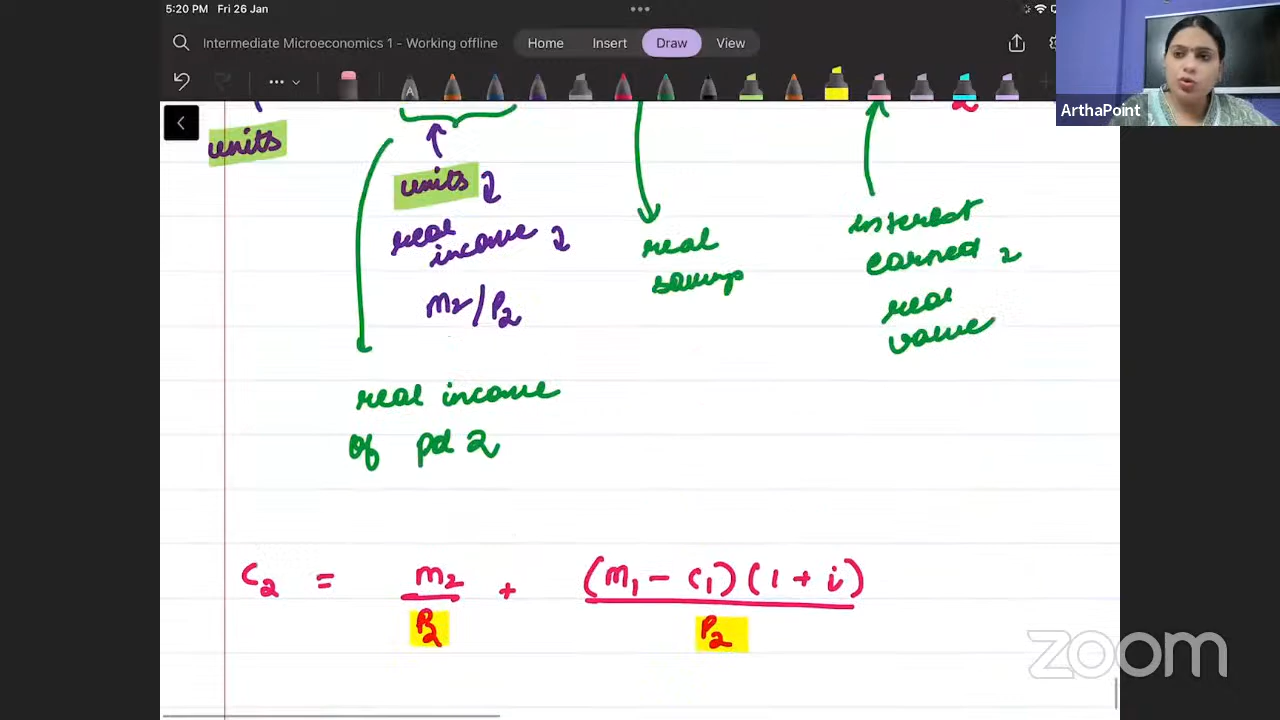 5:20 PM Fri 26 Jan
Intermediate Microeconomics 1 - Working offline
Home Insert Draw View
ArthaPoint
A
2
units
units 2
real
income 2
m2/P2
real
savings
interest
earned 2
real
value
real income
of pd 2
c2 = m2/P2 + (m1 - c1)(1 + i)/P2
zoom